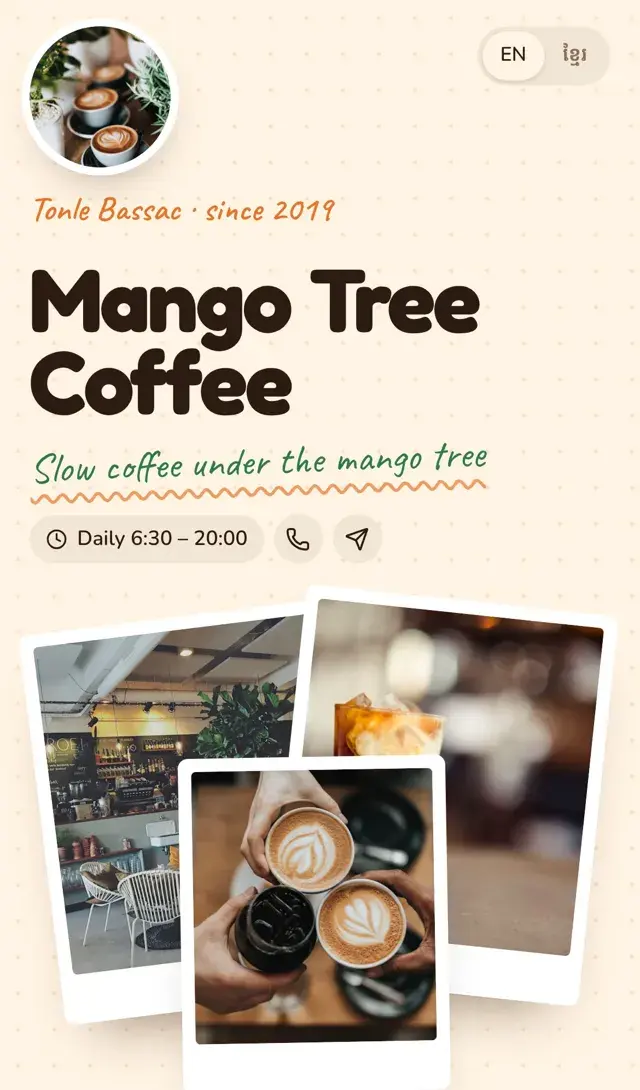 EN
ខ្មែរ
Tonle Bassac · since 2019
Mango Tree
Coffee
Slow coffee under the mango tree
Daily 6:30 – 20:00